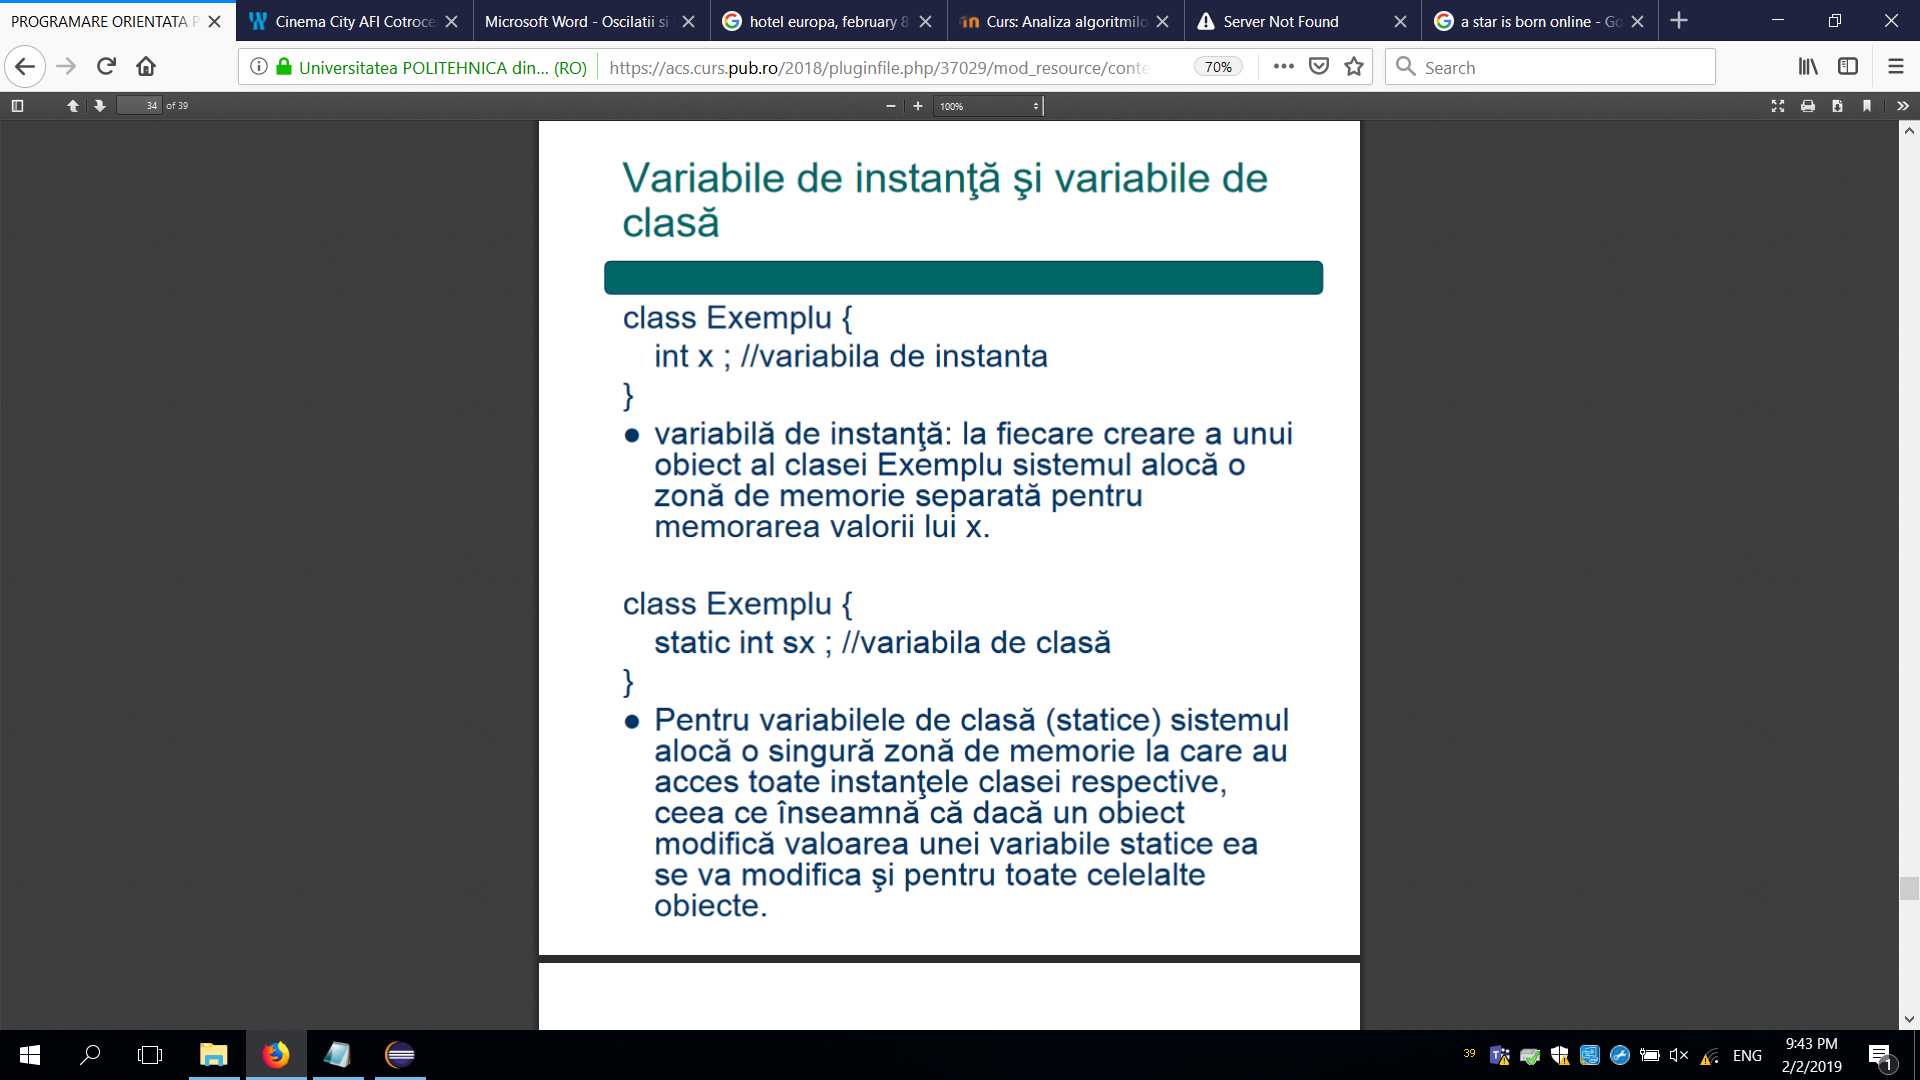 PROGRAMARE ORIENTATA P
Cinema City AFI Cotroce
Microsoft Word - Oscilatii si
hotel europa, february 8
Curs: Analiza algoritmilo
Server Not Found
a star is born online - Go
Universitatea POLITEHNICA din... (RO)
https://acs.curs.pub.ro/2018/pluginfile.php/37029/mod_resource/conte
70%
Search
34 of 39
100%
Variabile de instanţă şi variabile de
clasă
class Exemplu {
int x ; //variabila de instanta
}
● variabilă de instanţă: la fiecare creare a unui
obiect al clasei Exemplu sistemul alocă o
zonă de memorie separată pentru
memorarea valorii lui x.
class Exemplu {
static int sx ; //variabila de clasă
}
● Pentru variabilele de clasă (statice) sistemul
alocă o singură zonă de memorie la care au
acces toate instanţele clasei respective,
ceea ce înseamnă că dacă un obiect
modifică valoarea unei variabile statice ea
se va modifica şi pentru toate celelalte
obiecte.
39
ENG
9:43 PM
2/2/2019
1